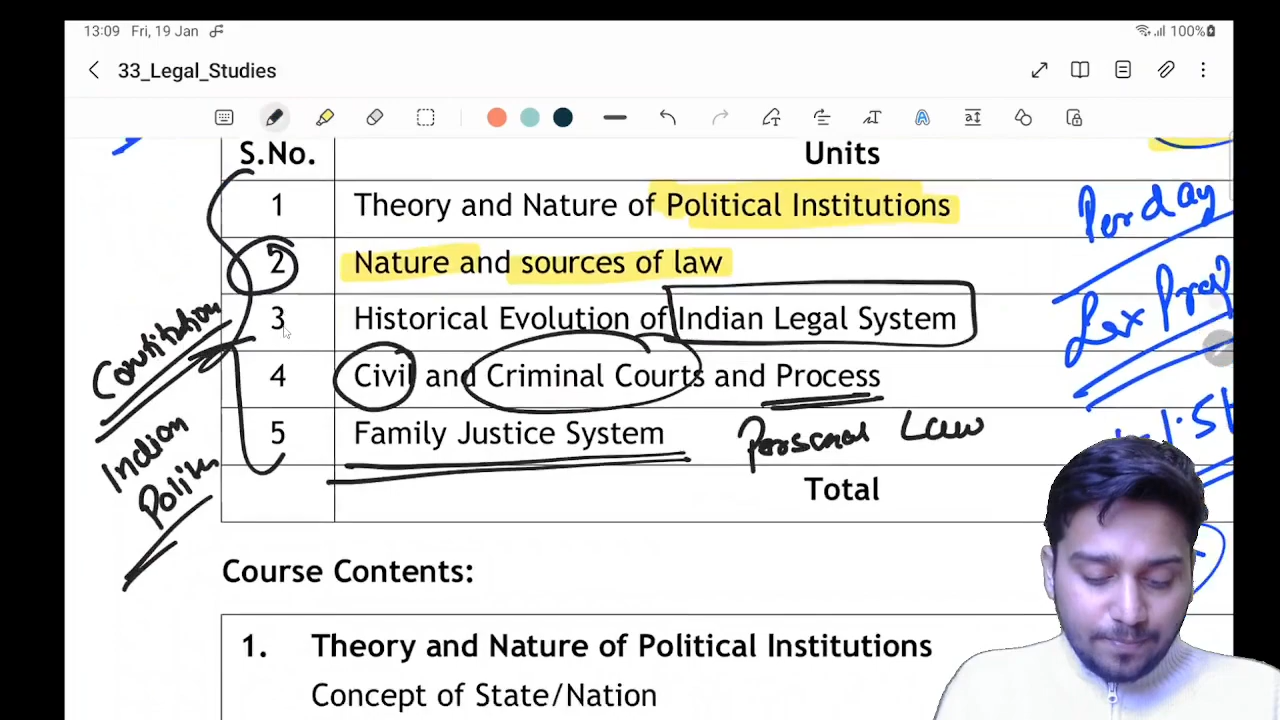 13:09 Fri, 19 Jan 100%
33_Legal_Studies
S.No. Units
1 Theory and Nature of Political Institutions
Per day
2 Nature and sources of law
3 Historical Evolution of Indian Legal System
Constitution
4 Civil and Criminal Courts and Process
5 Family Justice System Personal Law
Indian
Total
Course Contents:
1. Theory and Nature of Political Institutions
Concept of State/Nation